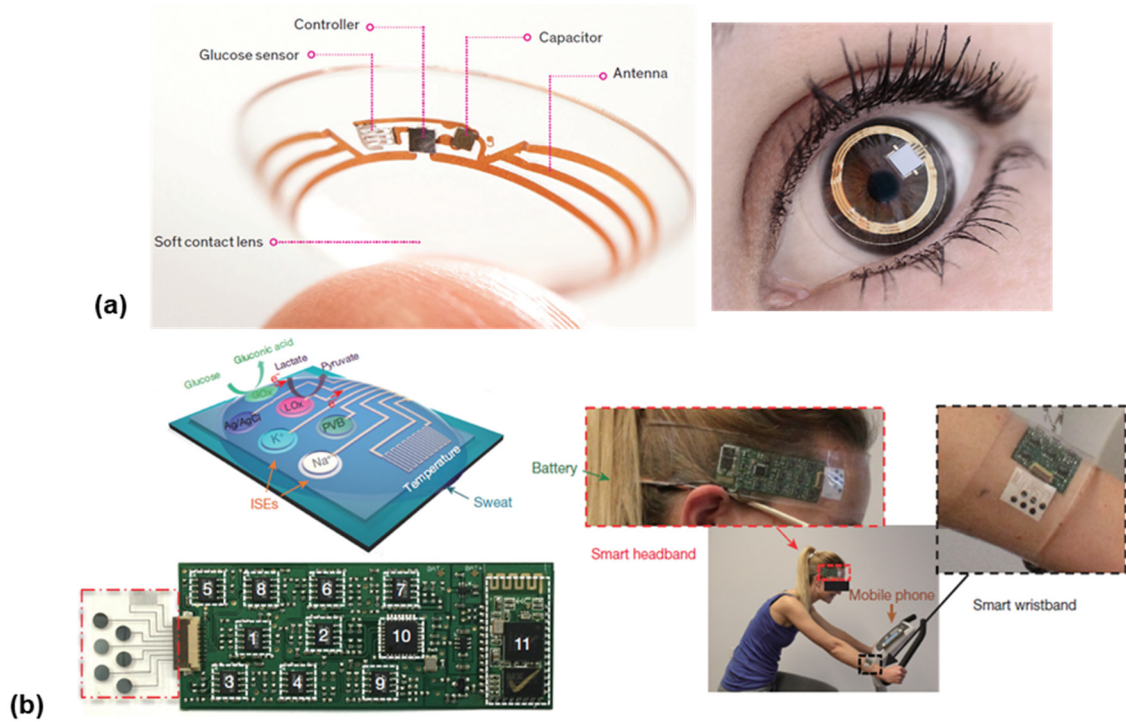 Controller
Glucose sensor
Capacitor
Antenna
Soft contact lens
(a)
Glucose
Gluconic acid
e⁻
Lactate
Pyruvate
GOx
LOx
e⁻
Ag/AgCl
K⁺
PVB
Na⁺
Temperature
ISEs
Sweat
Battery
Smart headband
Mobile phone
Smart wristband
5 8 6 7
1 2 10 11
3 4 9
(b)